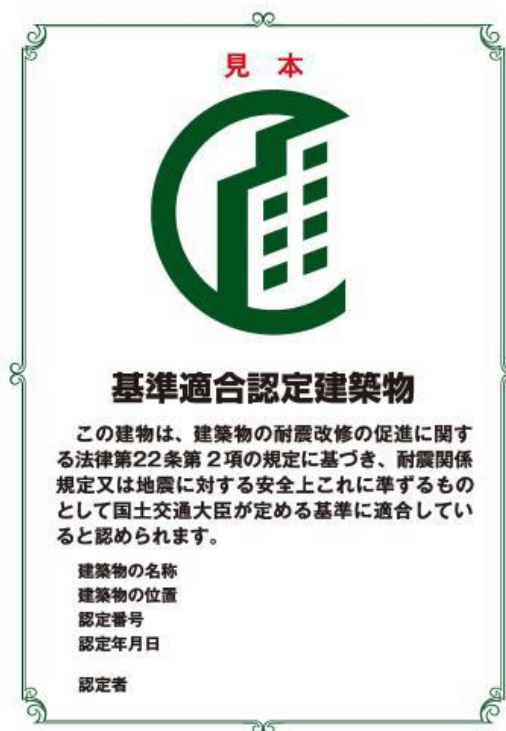 見 本
基準適合認定建築物
この建物は、建築物の耐震改修の促進に関す
る法律第22条第2項の規定に基づき、耐震関係
規定又は地震に対する安全上これに準ずるもの
として国土交通大臣が定める基準に適合してい
ると認められます。
建築物の名称
建築物の位置
認定番号
認定年月日
認定者